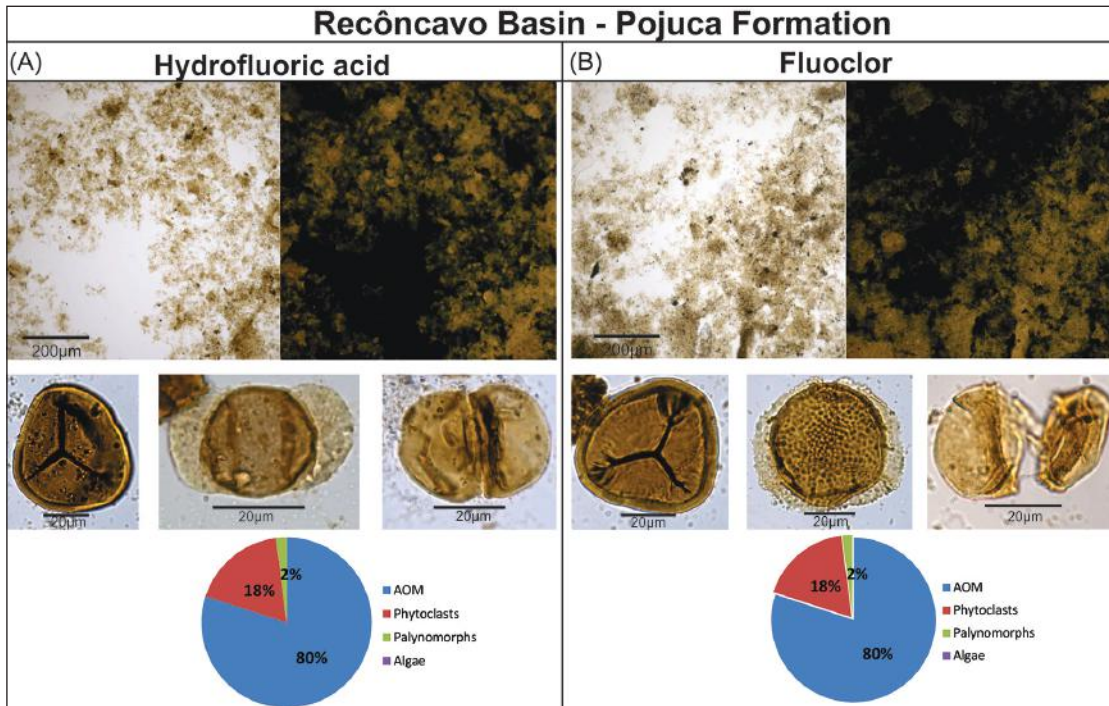 Recôncavo Basin - Pojuca Formation
(A)
Hydrofluoric acid
200µm
20µm
20µm
20µm
18%
2%
80%
AOM
Phytoclasts
Palynomorphs
Algae
(B)
Fluoclor
200µm
20µm
20µm
20µm
18%
2%
80%
AOM
Phytoclasts
Palynomorphs
Algae